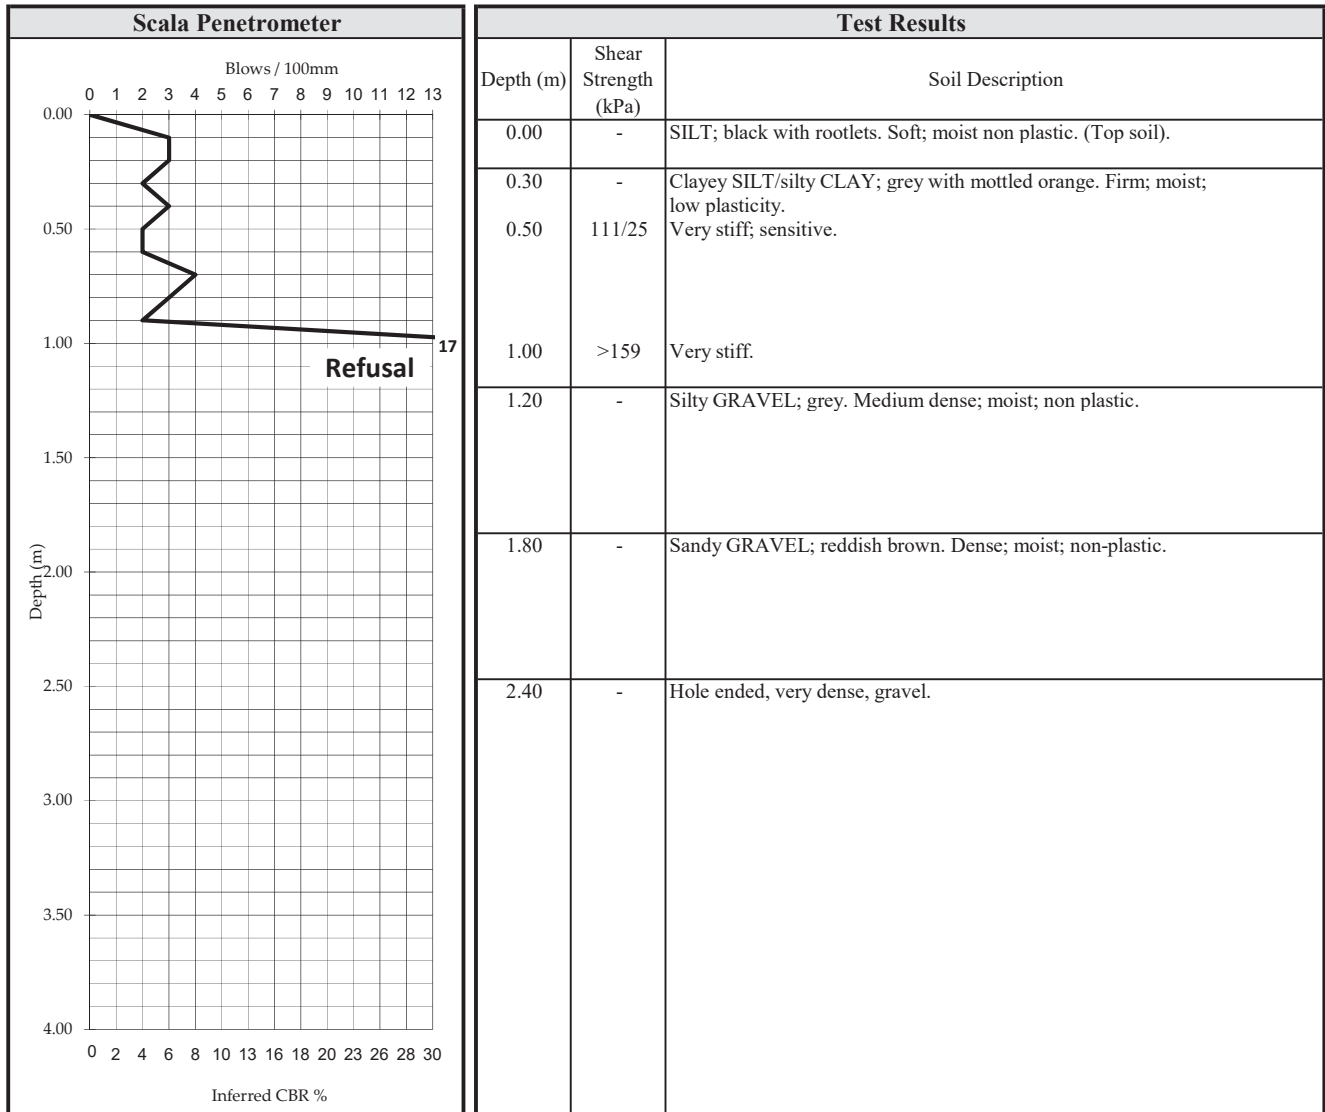 Scala Penetrometer
Blows / 100mm
0 1 2 3 4 5 6 7 8 9 10 11 12 13
0.00
0.50
1.00
17
Refusal
1.50
Depth (m)
2.00
2.50
3.00
3.50
4.00
0 2 4 6 8 10 13 16 18 20 23 26 28 30
Inferred CBR %
Test Results
Depth (m) Shear Strength (kPa) Soil Description
0.00 - SILT; black with rootlets. Soft; moist non plastic. (Top soil).
0.30 - Clayey SILT/silty CLAY; grey with mottled orange. Firm; moist;
low plasticity.
0.50 111/25 Very stiff; sensitive.
1.00 >159 Very stiff.
1.20 - Silty GRAVEL; grey. Medium dense; moist; non plastic.
1.80 - Sandy GRAVEL; reddish brown. Dense; moist; non-plastic.
2.40 - Hole ended, very dense, gravel.